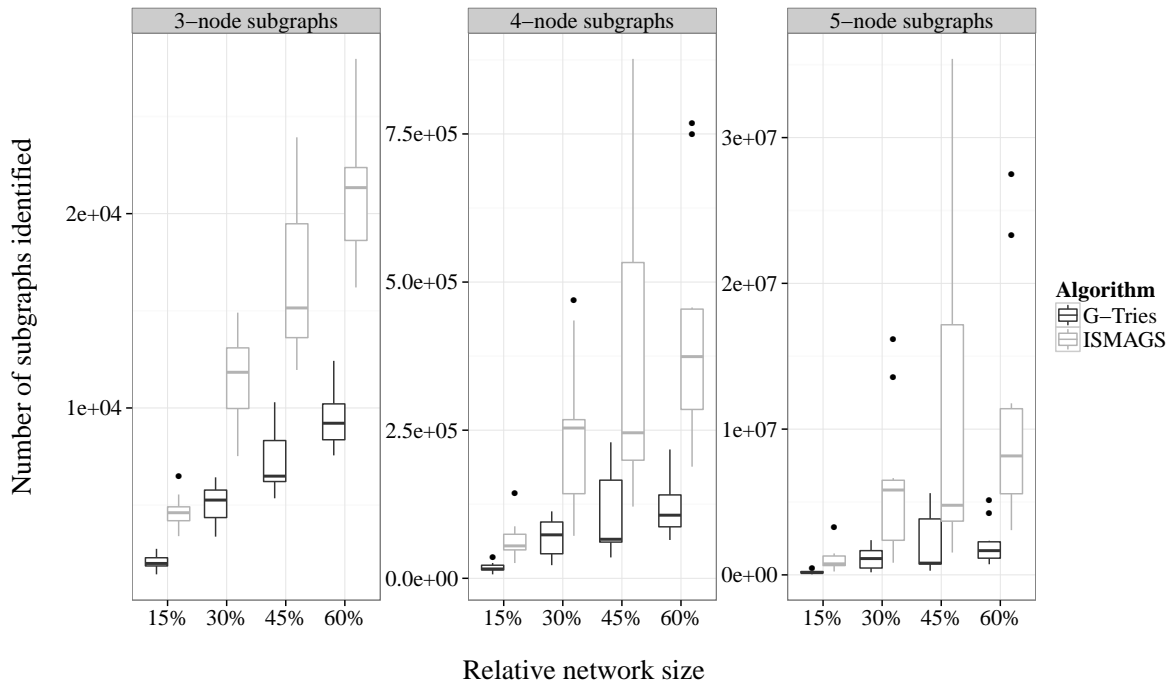 3−node subgraphs
4−node subgraphs
5−node subgraphs
Number of subgraphs identified
2e+04
1e+04
7.5e+05
5.0e+05
2.5e+05
0.0e+00
3e+07
2e+07
1e+07
0e+00
15% 30% 45% 60%
15% 30% 45% 60%
15% 30% 45% 60%
Relative network size
Algorithm
G−Tries
ISMAGS